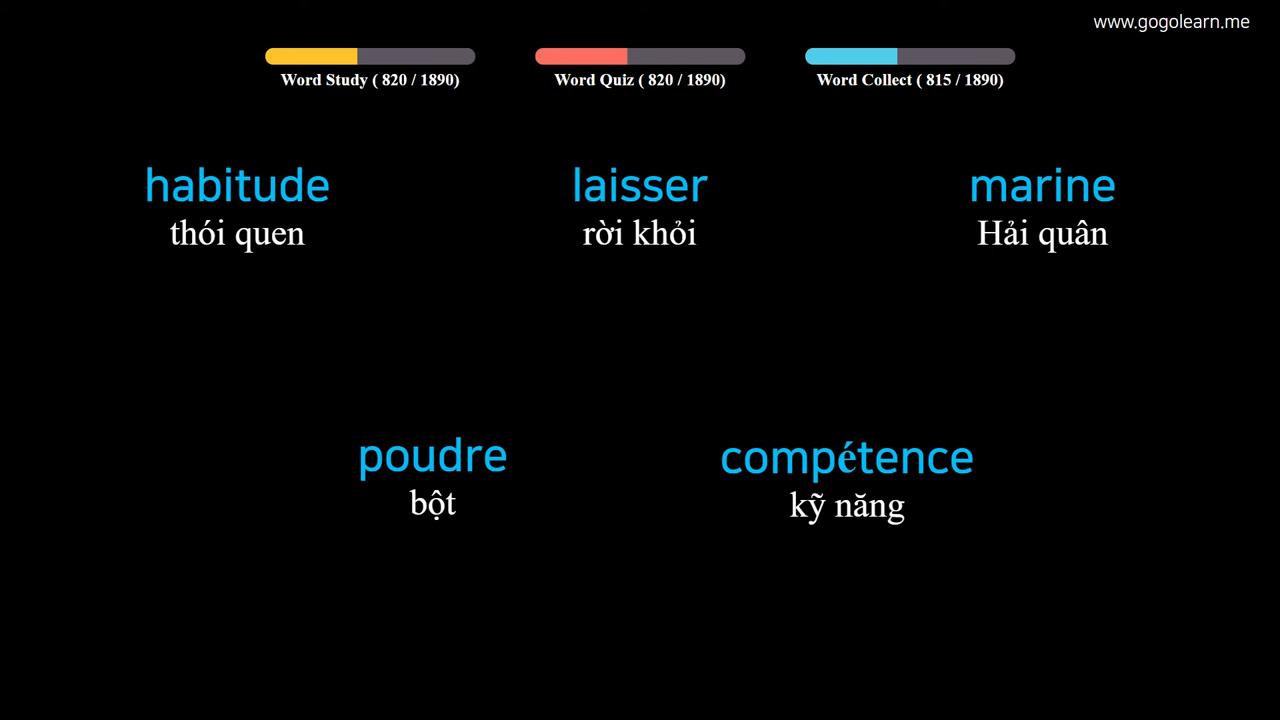 www.gogolearn.me
Word Study ( 820 / 1890)
Word Quiz ( 820 / 1890)
Word Collect ( 815 / 1890)
habitude
thói quen
laisser
rời khỏi
marine
Hải quân
poudre
bột
compétence
kỹ năng